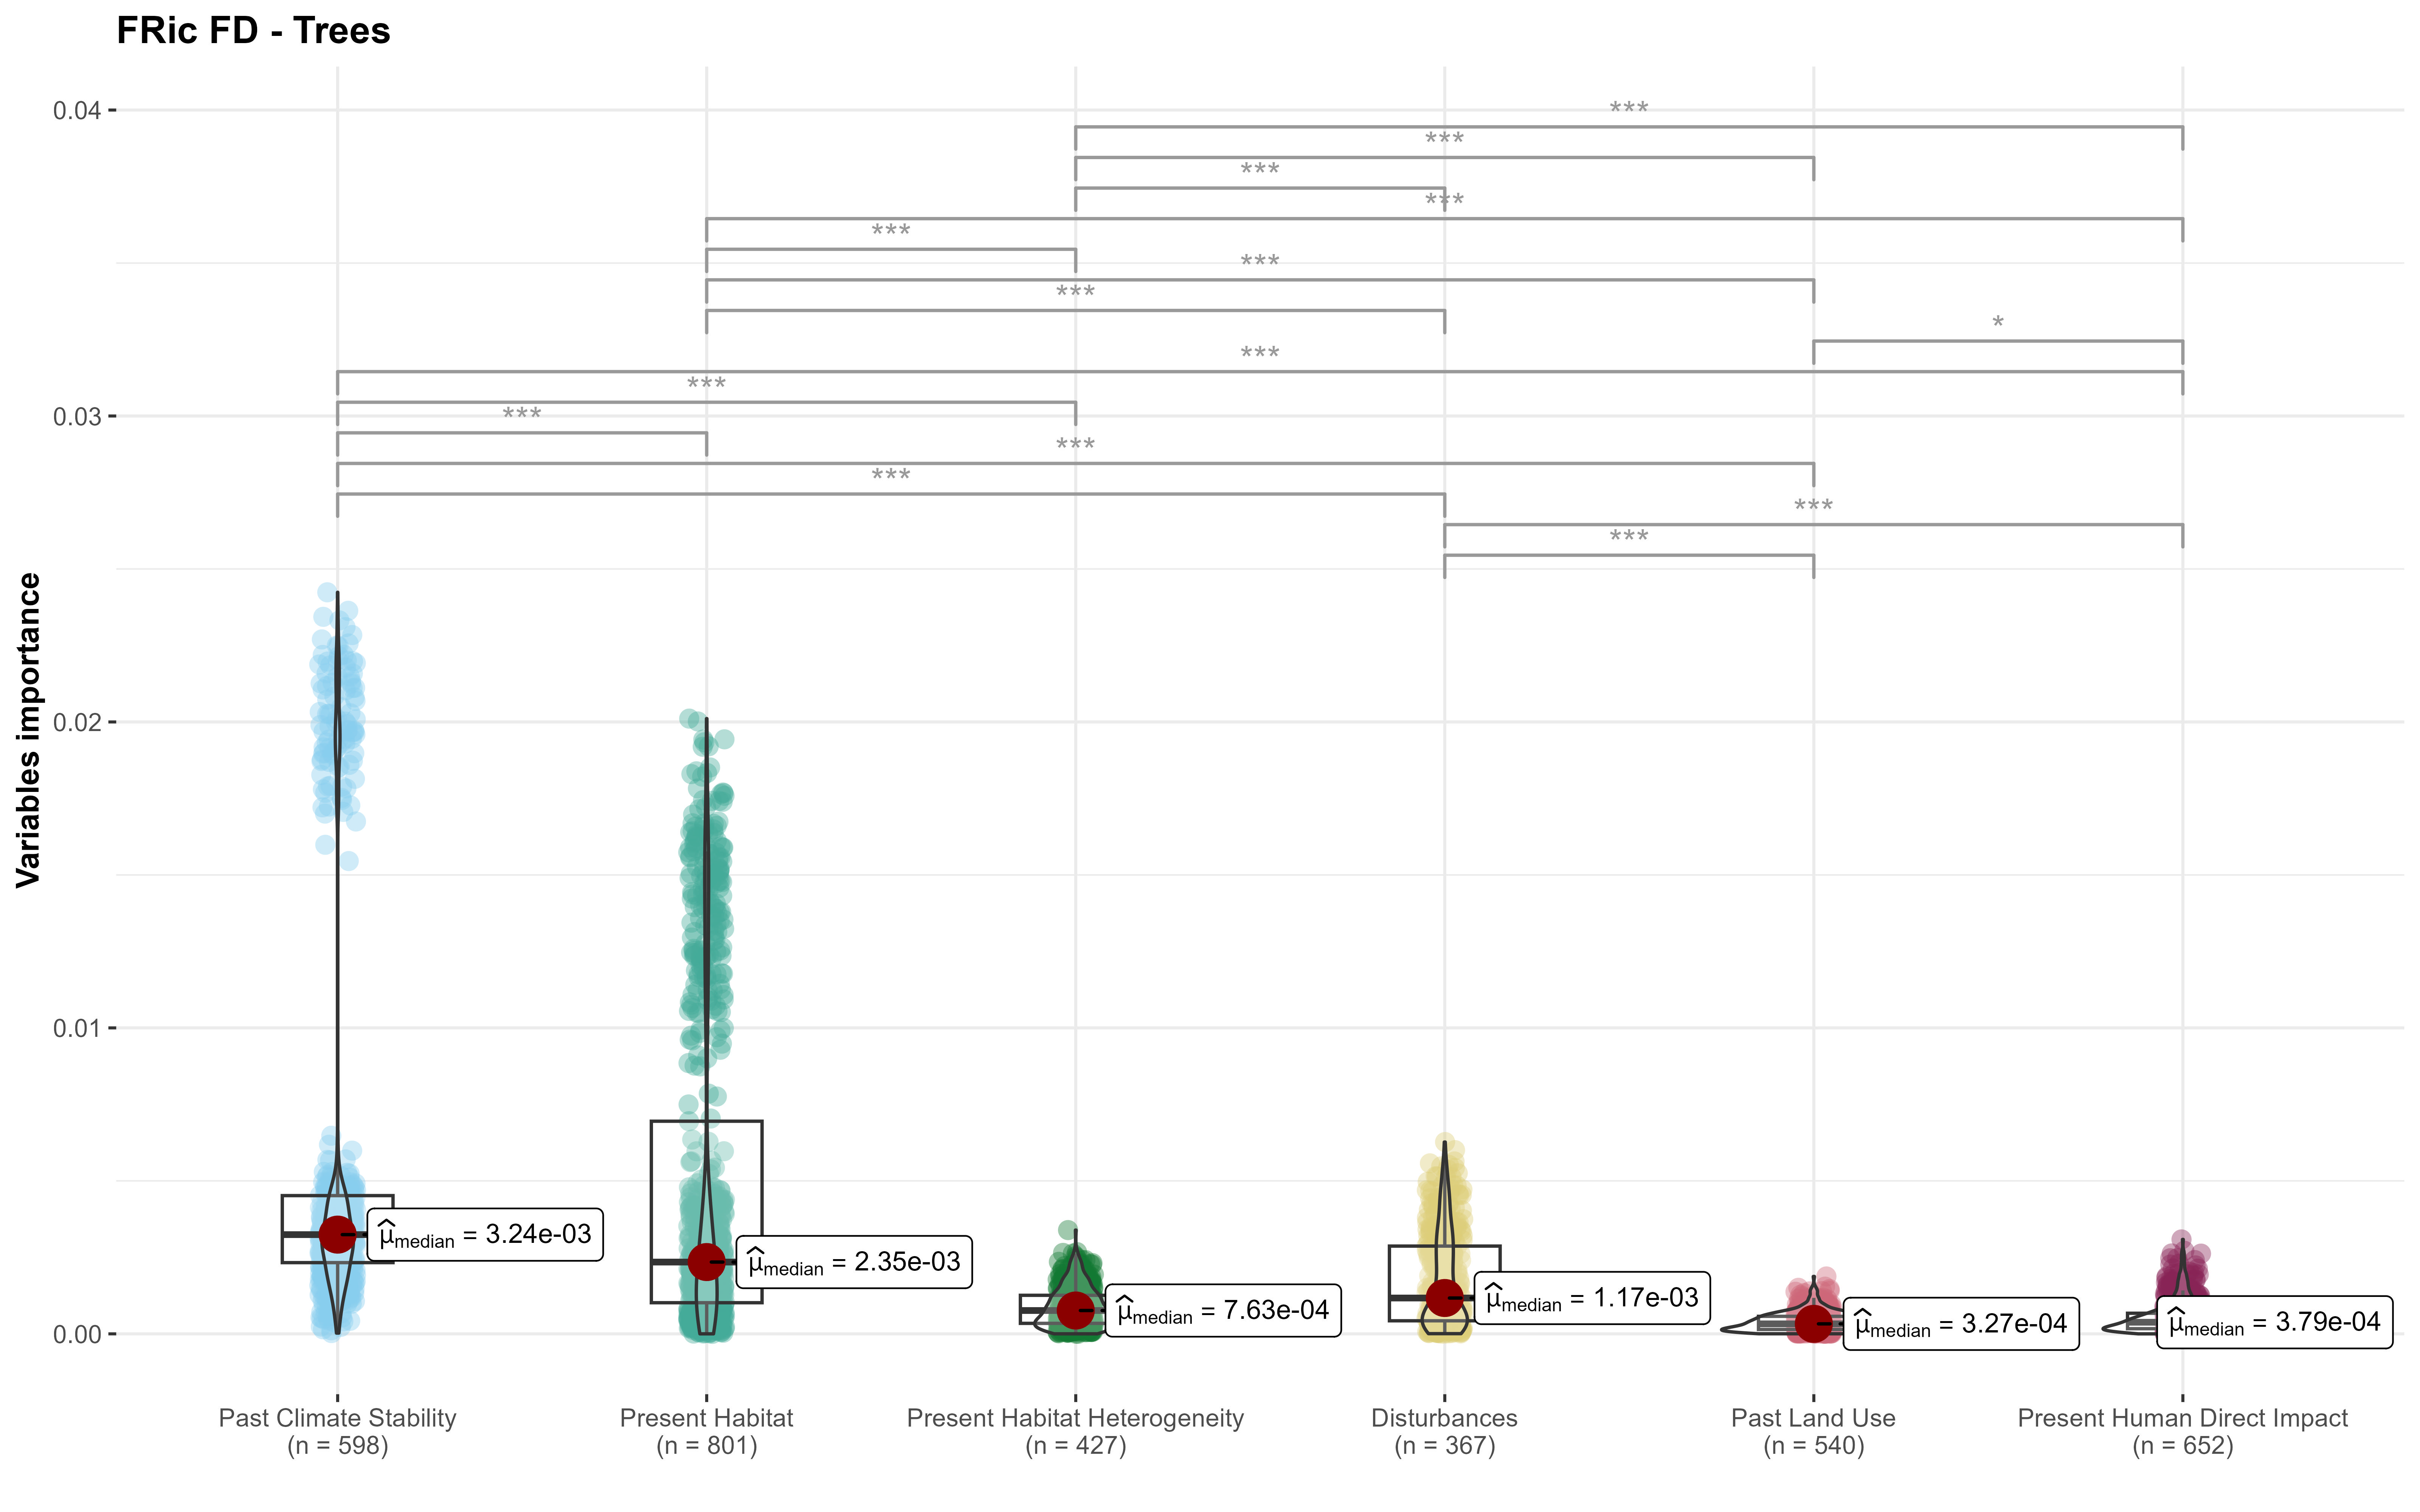 FRic FD - Trees
Variables importance
0.04
0.03
0.02
0.01
0.00
***
***
***
***
***
***
***
*
***
***
***
***
***
***
***
μ̂median = 3.24e-03
μ̂median = 2.35e-03
μ̂median = 7.63e-04
μ̂median = 1.17e-03
μ̂median = 3.27e-04
μ̂median = 3.79e-04
Past Climate Stability
(n = 598)
Present Habitat
(n = 801)
Present Habitat Heterogeneity
(n = 427)
Disturbances
(n = 367)
Past Land Use
(n = 540)
Present Human Direct Impact
(n = 652)